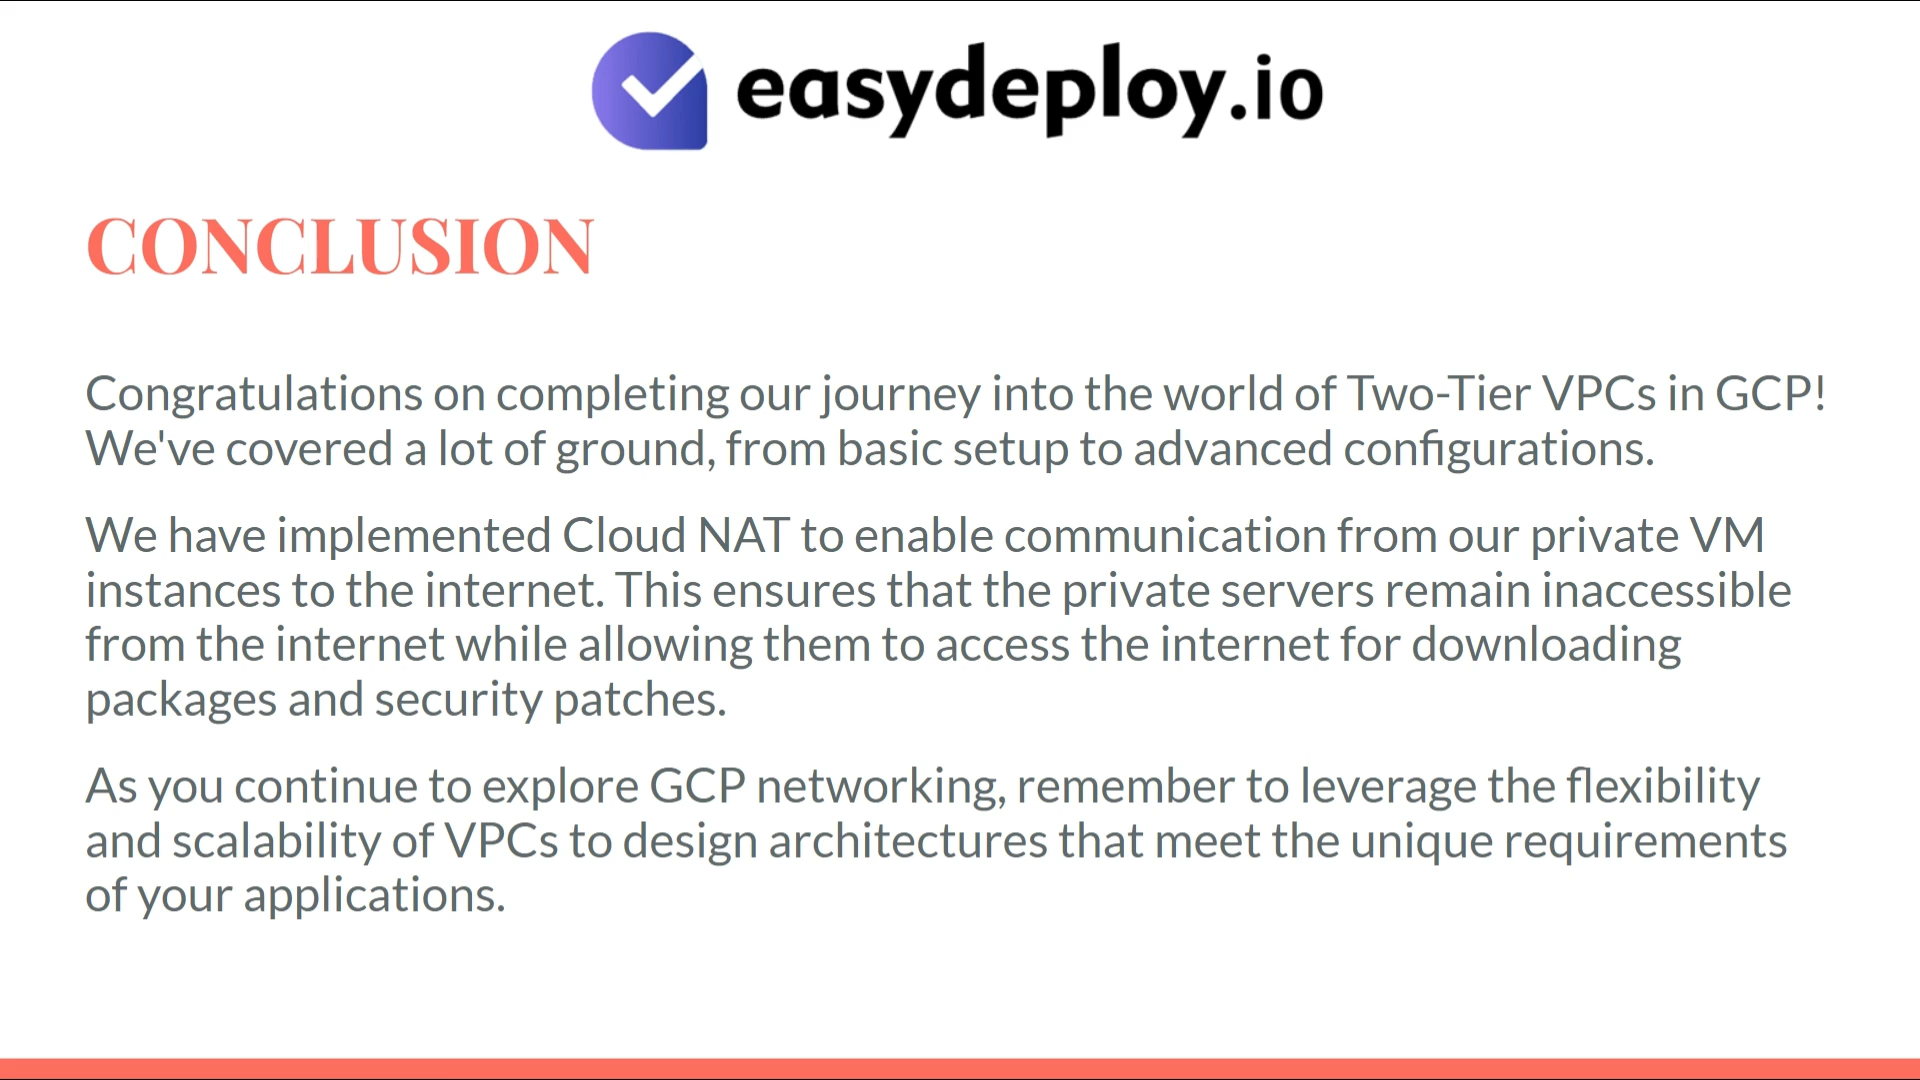 easydeploy.io
CONCLUSION
Congratulations on completing our journey into the world of Two-Tier VPCs in GCP!
We've covered a lot of ground, from basic setup to advanced configurations.
We have implemented Cloud NAT to enable communication from our private VM
instances to the internet. This ensures that the private servers remain inaccessible
from the internet while allowing them to access the internet for downloading
packages and security patches.
As you continue to explore GCP networking, remember to leverage the flexibility
and scalability of VPCs to design architectures that meet the unique requirements
of your applications.